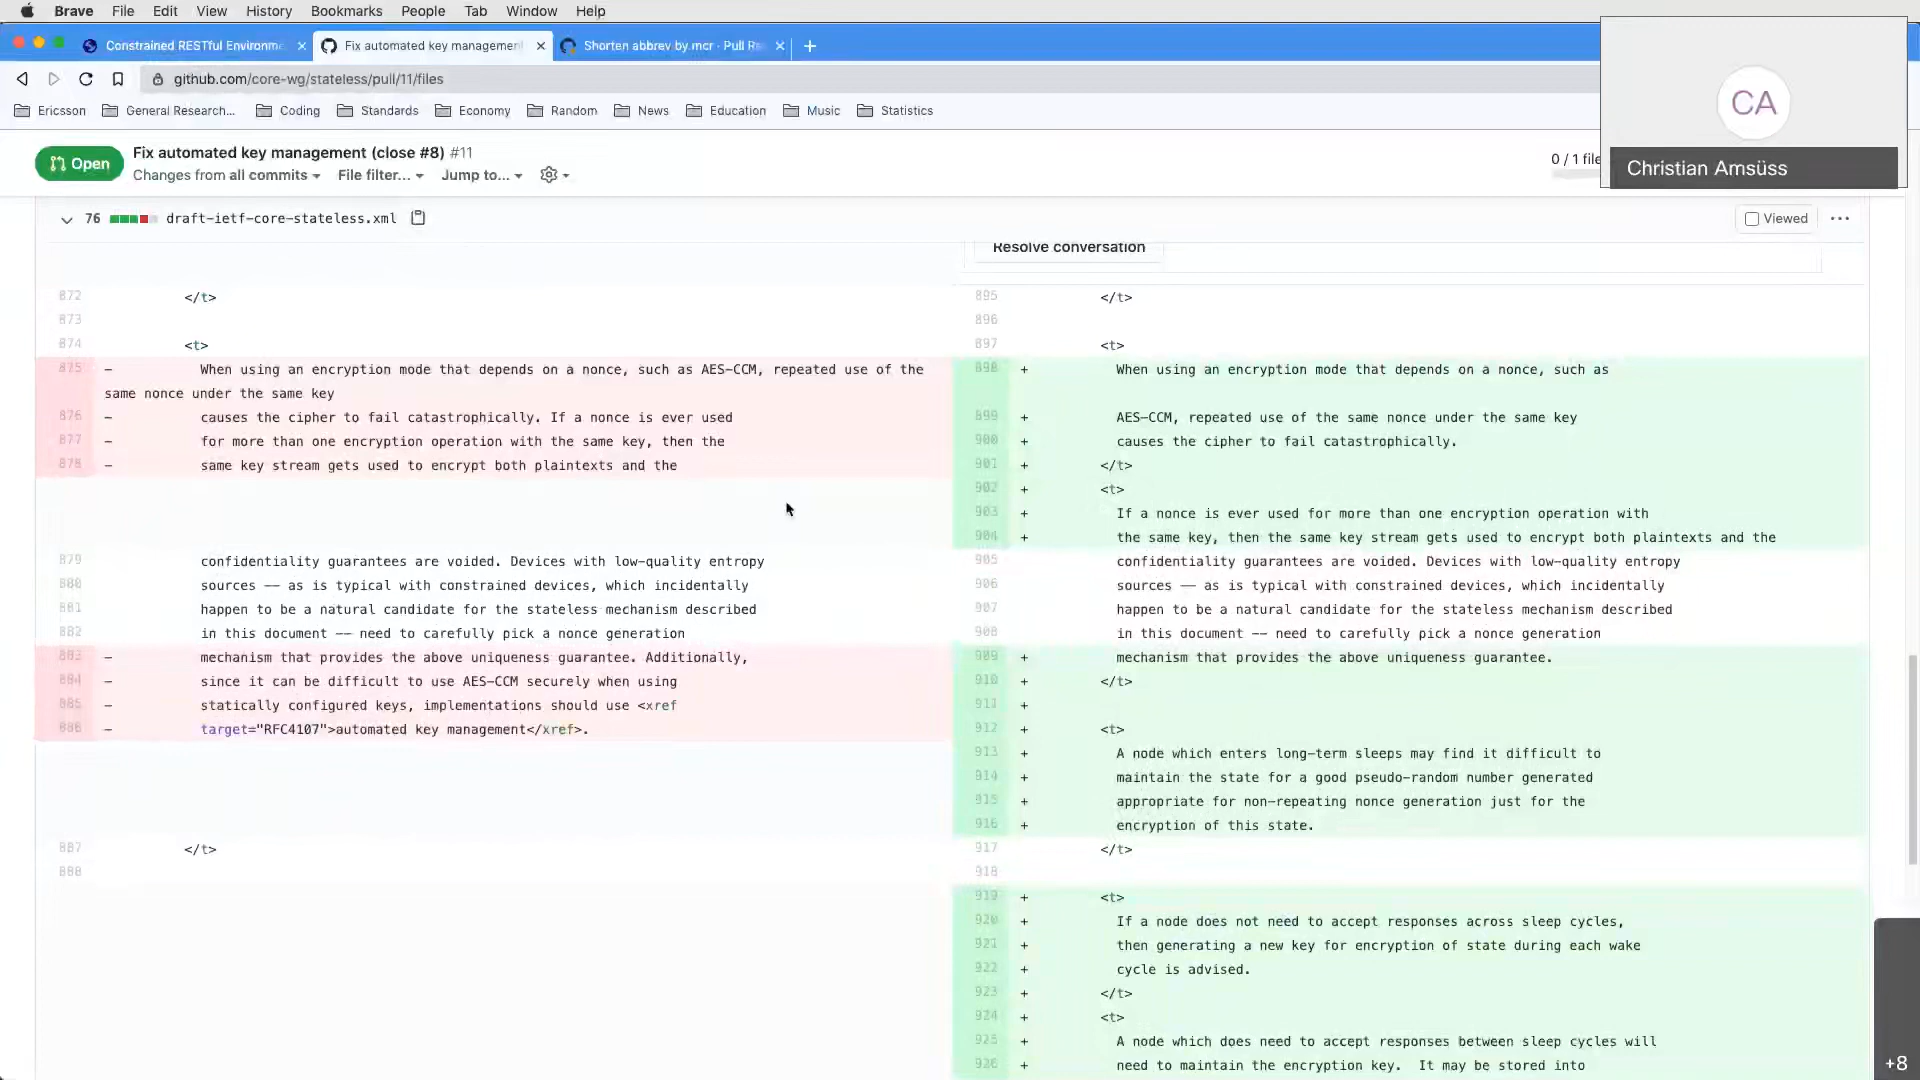 Brave File Edit View History Bookmarks People Tab Window Help
Constrained RESTful Environme
Fix automated key management
Shorten abbrev by mcr · Pull Re
github.com/core-wg/stateless/pull/11/files
Ericsson General Research... Coding Standards Economy Random News Education Music Statistics
CA
Christian Amsüss
Open
Fix automated key management (close #8) #11
Changes from all commits File filter... Jump to...
0 / 1 file
76 draft-ietf-core-stateless.xml
Viewed
Resolve conversation
872 </t>
873
874 <t>
875 - When using an encryption mode that depends on a nonce, such as AES-CCM, repeated use of the
same nonce under the same key
876 - causes the cipher to fail catastrophically. If a nonce is ever used
877 - for more than one encryption operation with the same key, then the
878 - same key stream gets used to encrypt both plaintexts and the
879 confidentiality guarantees are voided. Devices with low-quality entropy
880 sources -- as is typical with constrained devices, which incidentally
881 happen to be a natural candidate for the stateless mechanism described
882 in this document -- need to carefully pick a nonce generation
883 - mechanism that provides the above uniqueness guarantee. Additionally,
884 - since it can be difficult to use AES-CCM securely when using
885 - statically configured keys, implementations should use <xref
886 - target="RFC4107">automated key management</xref>.
887 </t>
888
895 </t>
896
897 <t>
898 + When using an encryption mode that depends on a nonce, such as
899 + AES-CCM, repeated use of the same nonce under the same key
900 + causes the cipher to fail catastrophically.
901 + </t>
902 + <t>
903 + If a nonce is ever used for more than one encryption operation with
904 + the same key, then the same key stream gets used to encrypt both plaintexts and the
905 confidentiality guarantees are voided. Devices with low-quality entropy
906 sources -- as is typical with constrained devices, which incidentally
907 happen to be a natural candidate for the stateless mechanism described
908 in this document -- need to carefully pick a nonce generation
909 + mechanism that provides the above uniqueness guarantee.
910 + </t>
911 +
912 + <t>
913 + A node which enters long-term sleeps may find it difficult to
914 + maintain the state for a good pseudo-random number generated
915 + appropriate for non-repeating nonce generation just for the
916 + encryption of this state.
917 </t>
918
919 + <t>
920 + If a node does not need to accept responses across sleep cycles,
921 + then generating a new key for encryption of state during each wake
922 + cycle is advised.
923 + </t>
924 + <t>
925 + A node which does need to accept responses between sleep cycles will
926 + need to maintain the encryption key. It may be stored into
+8